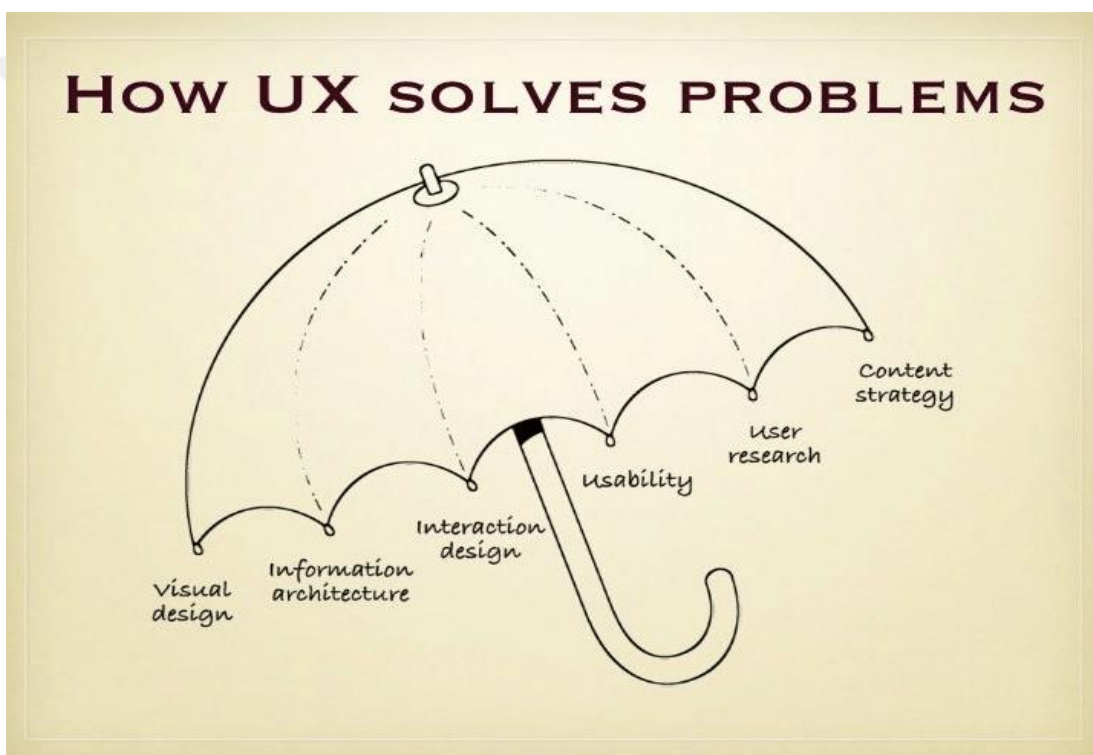 How UX solves problems
Content
strategy
User
research
Usability
Interaction
design
Information
architecture
Visual
design